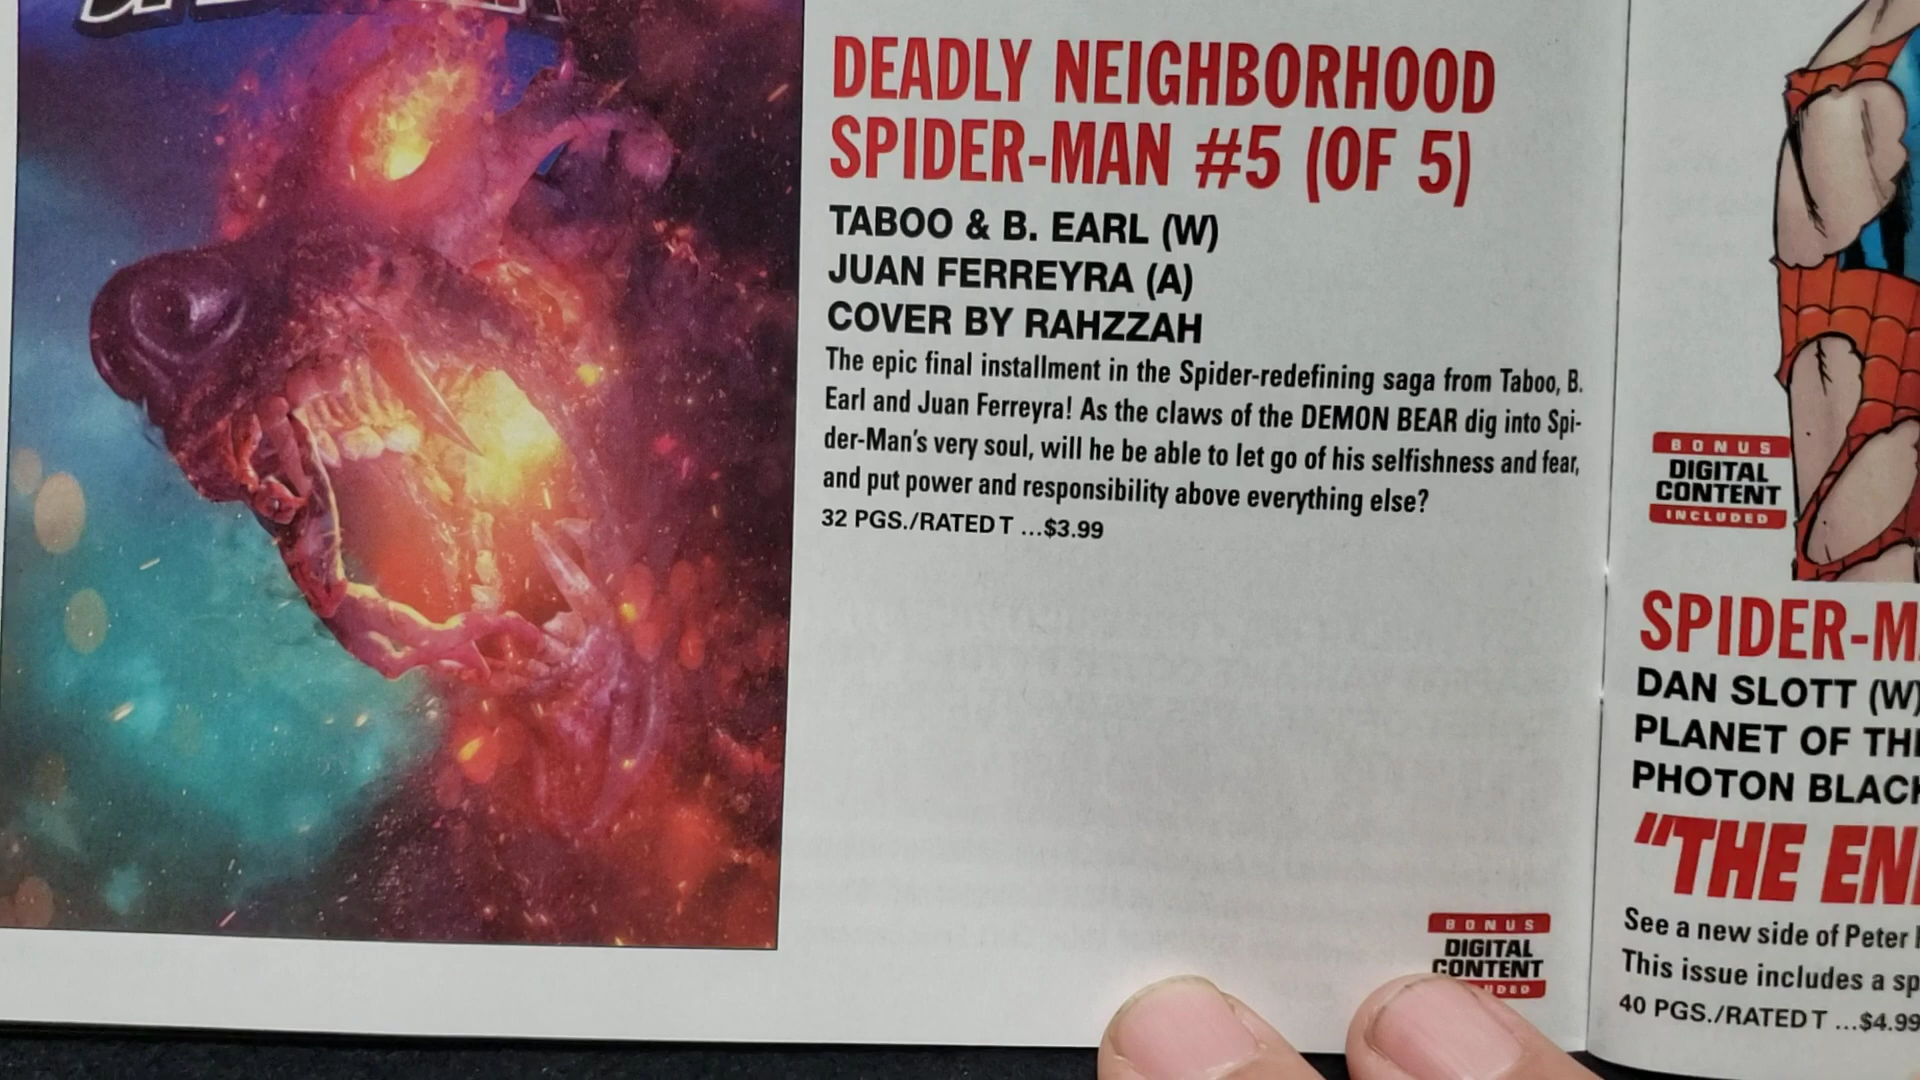 DEADLY NEIGHBORHOOD
SPIDER-MAN #5 (OF 5)
TABOO & B. EARL (W)
JUAN FERREYRA (A)
COVER BY RAHZZAH
The epic final installment in the Spider-redefining saga from Taboo, B.
Earl and Juan Ferreyra! As the claws of the DEMON BEAR dig into Spi-
der-Man's very soul, will he be able to let go of his selfishness and fear,
and put power and responsibility above everything else?
32 PGS./RATED T ...$3.99
BONUS
DIGITAL
CONTENT
BONUS
DIGITAL
CONTENT
INCLUDED
SPIDER-M
DAN SLOTT (W)
PLANET OF TH
PHOTON BLAC
"THE EN
See a new side of Peter
This issue includes a sp
40 PGS./RATED T ...$4.99